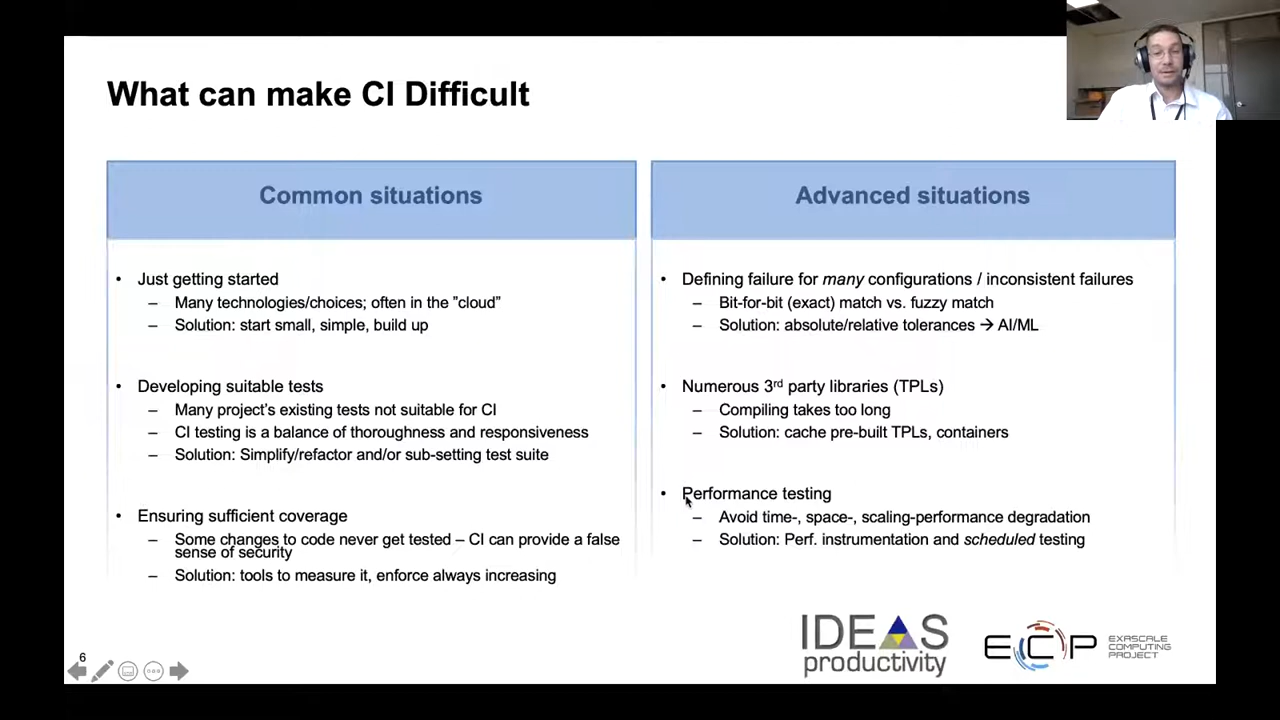 What can make CI Difficult
Common situations
• Just getting started
– Many technologies/choices; often in the ”cloud”
– Solution: start small, simple, build up
• Developing suitable tests
– Many project’s existing tests not suitable for CI
– CI testing is a balance of thoroughness and responsiveness
– Solution: Simplify/refactor and/or sub-setting test suite
• Ensuring sufficient coverage
– Some changes to code never get tested – CI can provide a false
sense of security
– Solution: tools to measure it, enforce always increasing
Advanced situations
• Defining failure for many configurations / inconsistent failures
– Bit-for-bit (exact) match vs. fuzzy match
– Solution: absolute/relative tolerances → AI/ML
• Numerous 3rd party libraries (TPLs)
– Compiling takes too long
– Solution: cache pre-built TPLs, containers
• Performance testing
– Avoid time-, space-, scaling-performance degradation
– Solution: Perf. instrumentation and scheduled testing
6
IDEAS
productivity
ECP
EXASCALE
COMPUTING
PROJECT